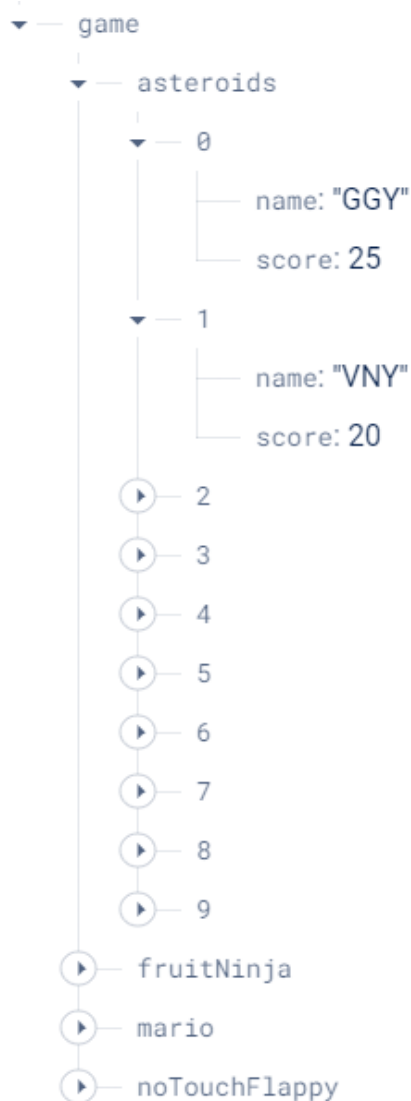 game
asteroids
0
name: "GGY"
score: 25
1
name: "VNY"
score: 20
2
3
4
5
6
7
8
9
fruitNinja
mario
noTouchFlappy